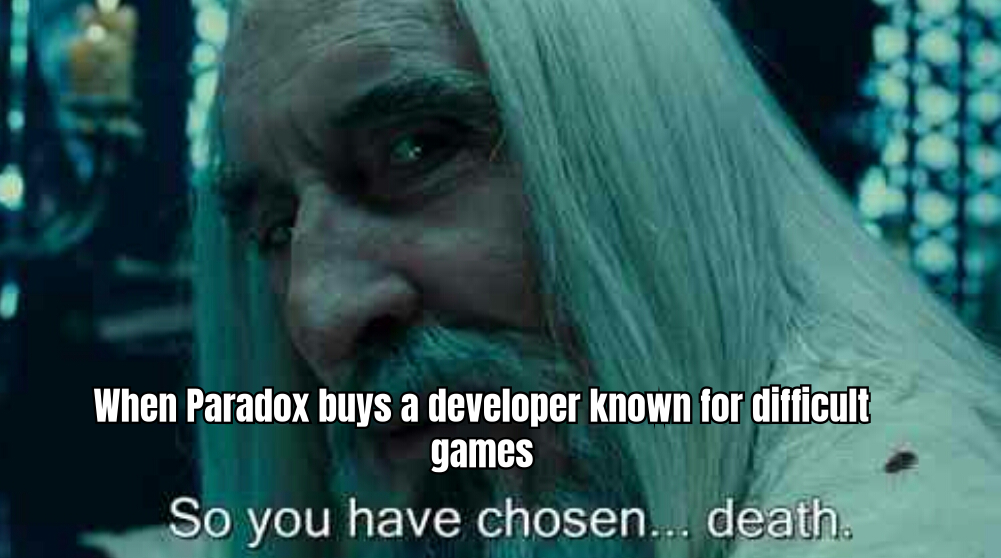 When Paradox buys a developer known for difficult
games
So you have chosen... death.